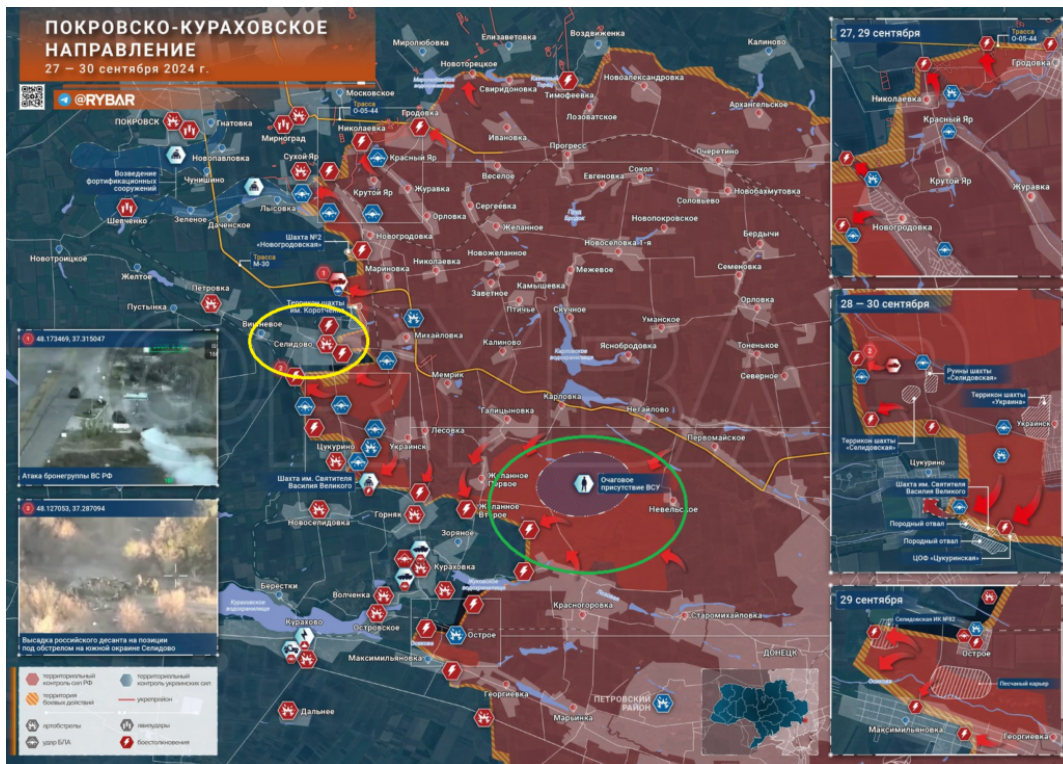 ПОКРОВСКО-КУРАХОВСКОЕ
НАПРАВЛЕНИЕ
27 — 30 сентября 2024 г.
@RYBAR
Елизаветовка
Воздвиженка
Миролюбовка
Калиново
Новоторецкое
Свиридоновка
Тимофеевка
Новоалександровка
Архангельское
Московское
Трасса
О-05-44
Гродовка
Лозоватское
ПОКРОВСК
Гнатовка
Мирноград
Николаевка
Ивановка
Новопавловка
Сухой Яр
Красный Яр
Прогресс
Очеретино
Возведение
фортификационных
сооружений
Чунишино
Крутой Яр
Веселое
Журавка
Евгеновка
Сокол
Новобахмутовка
Соловьево
Лысовка
Шевченко
Зеленое
Даченское
Орловка
Сергеевка
Новопокровское
Шахта №2
«Новогродовская»
Новогродовка
Желанное
Новоселовка 1-я
Бердычи
Новотроицкое
Трасса
М-30
Желтое
Мариновка
Николаевка
Новожеланное
Межевое
Семеновка
Петровка
Пустынка
Террикон шахты
им. Коротченко
Заветное
Камышевка
Птичье
Скучное
Орловка
Вишневое
Селидово
Михайловка
Калиново
Уманское
Яснобродовка
Тоненькое
Северное
Мемрик
Карловка
Нетайлово
Галицыновка
Первомайское
Цукурино
Украинск
Лесовка
Шахта им. Святителя
Василия Великого
Желанное
Первое
Очаговое
присутствие ВСУ
Невельское
Новоселидовка
Горняк
Желанное
Второе
Зоряное
Берестки
Кураховка
Волченка
Кураховское
водохранилище
Курахово
Островское
Красногоровка
Старомихайловка
Острое
Максимильяновка
ДОНЕЦК
Георгиевка
Дальнее
Марьинка
ПЕТРОВСКИЙ
РАЙОН
1 48.173469, 37.315047
Атака бронегруппы ВС РФ
2 48.127053, 37.287094
Высадка российского десанта на позиции
под обстрелом на южной окраине Селидово
территориальный
контроль сил РФ
территориальный
контроль украинских сил
территория
боевых действий
укрепрайон
артобстрелы
авиаудары
удар БЛА
боестолкновения
27, 29 сентября
Трасса
О-05-44
Гродовка
Николаевка
Красный Яр
Крутой Яр
Журавка
Новогродовка
28 — 30 сентября
Руины шахты
«Селидовская»
Террикон шахты
«Украина»
Украинск
Террикон шахты
«Селидовская»
Цукурино
Шахта им. Святителя
Василия Великого
Породный отвал
Породный отвал
ЦОФ «Цукуринская»
29 сентября
Селидовская ИК №82
Острое
Песчаный карьер
Максимильяновка
Георгиевка